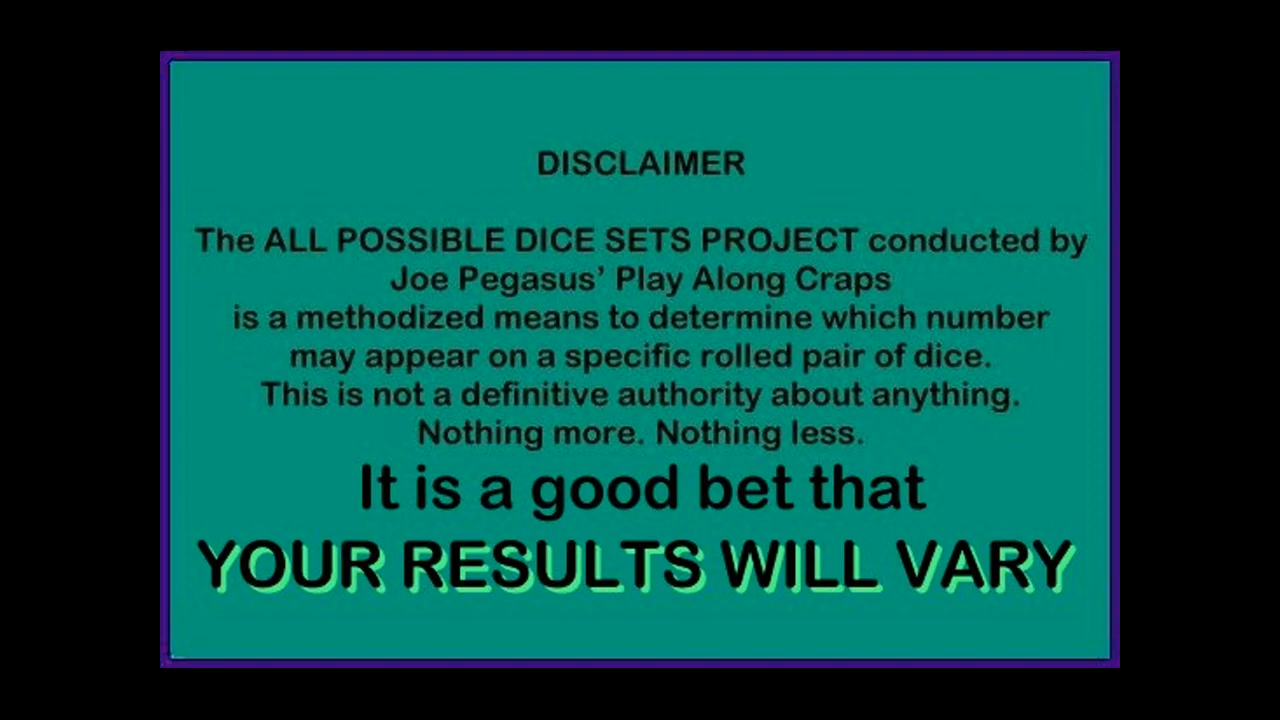 DISCLAIMER
The ALL POSSIBLE DICE SETS PROJECT conducted by
Joe Pegasus’ Play Along Craps
is a methodized means to determine which number
may appear on a specific rolled pair of dice.
This is not a definitive authority about anything.
Nothing more. Nothing less.
It is a good bet that
YOUR RESULTS WILL VARY